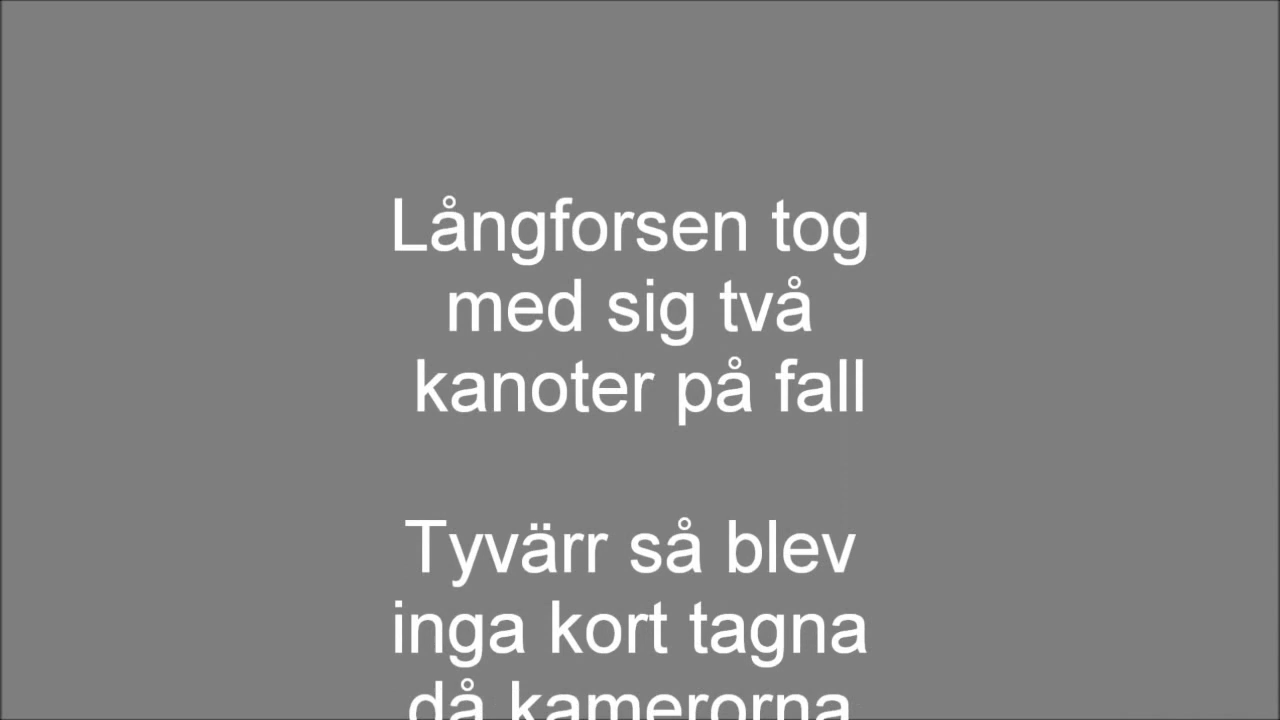 Långforsen tog
med sig två
kanoter på fall
Tyvärr så blev
inga kort tagna
då kamerorna